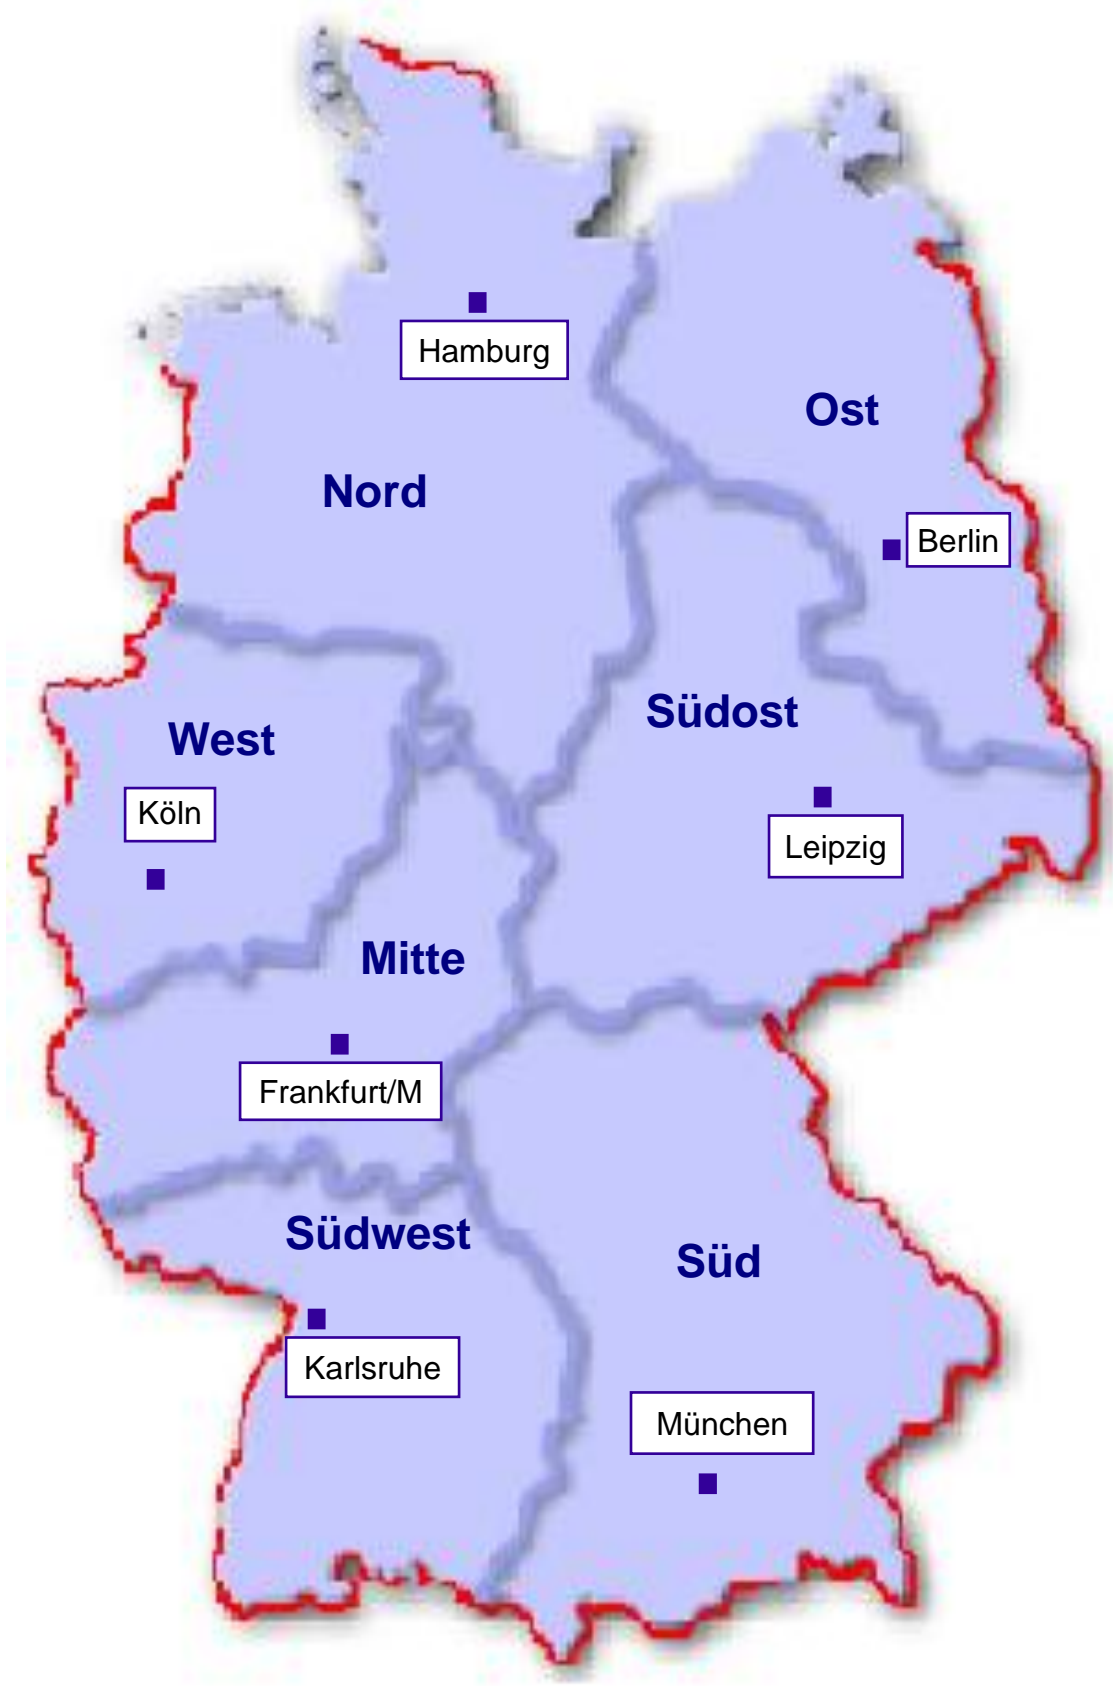 Hamburg
Ost
Nord
Berlin
Südost
West
Köln
Leipzig
Mitte
Frankfurt/M
Südwest
Süd
Karlsruhe
München